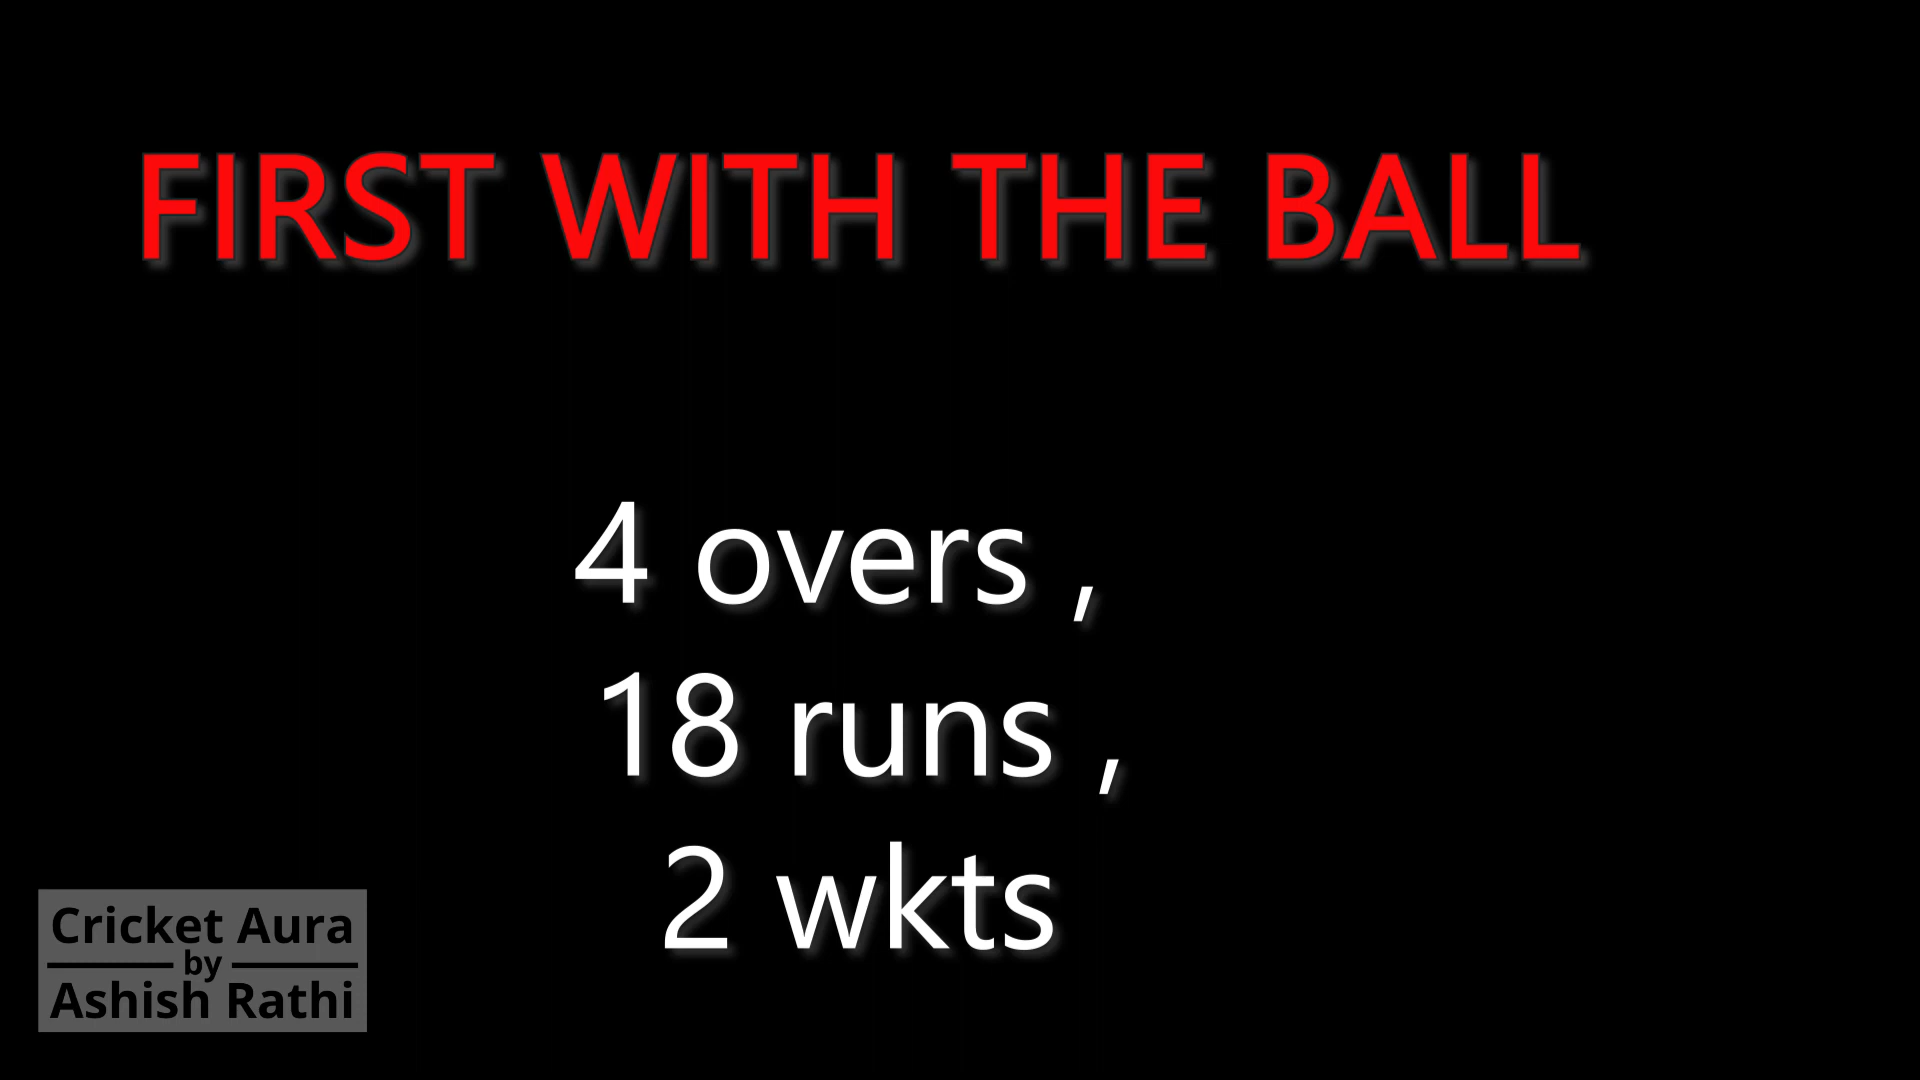 FIRST WITH THE BALL
4 overs ,
18 runs ,
2 wkts
Cricket Aura
by
Ashish Rathi